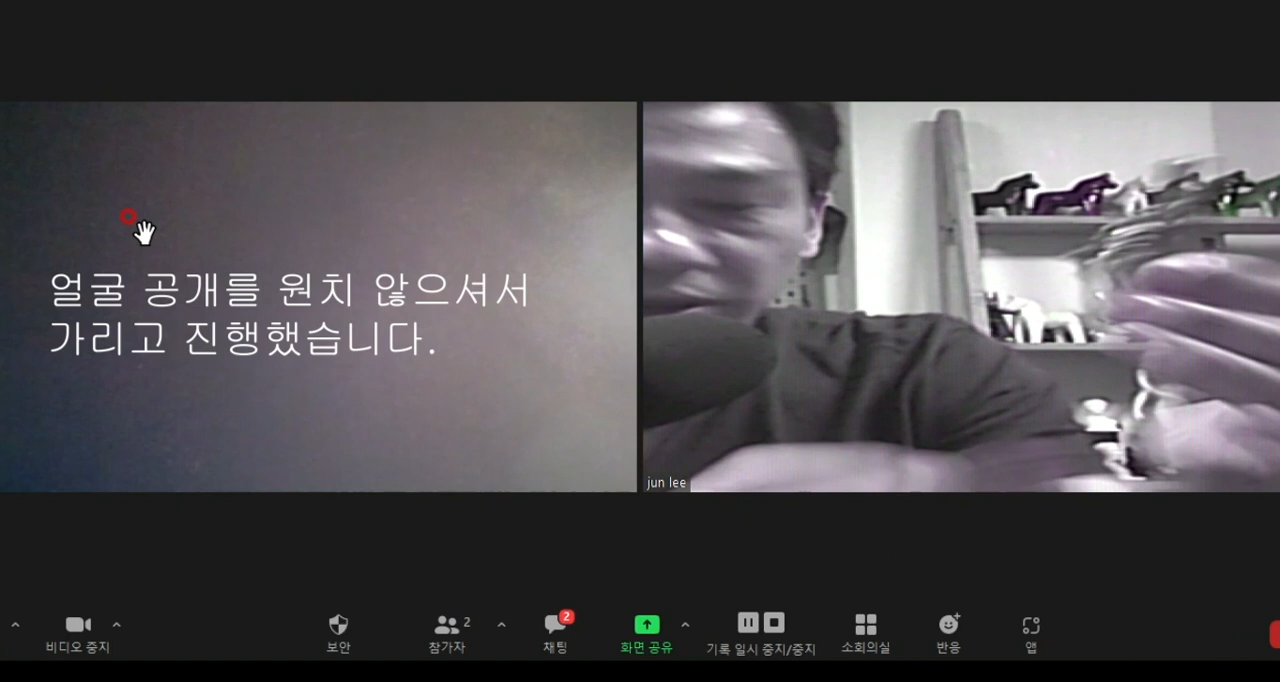 얼굴 공개를 원치 않으셔서
가리고 진행했습니다.
jun lee
비디오 중지
보안
2
참가자
2
채팅
화면 공유
기록 일시 중지/중지
소회의실
반응
앱